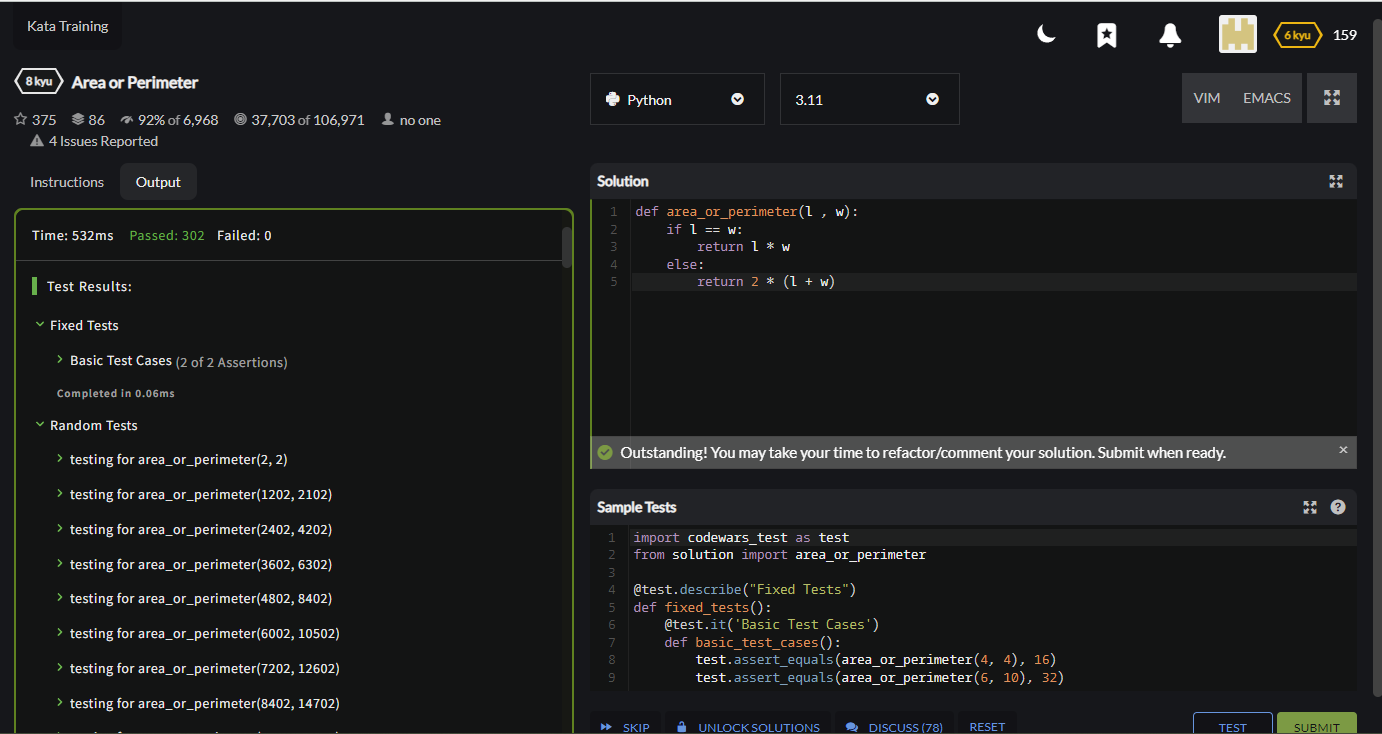 Kata Training
6 kyu 159
8 kyu Area or Perimeter
375 86 92% of 6,968 37,703 of 106,971 no one
4 Issues Reported
Instructions Output
Time: 532ms Passed: 302 Failed: 0
Test Results:
Fixed Tests
Basic Test Cases (2 of 2 Assertions)
Completed in 0.06ms
Random Tests
testing for area_or_perimeter(2, 2)
testing for area_or_perimeter(1202, 2102)
testing for area_or_perimeter(2402, 4202)
testing for area_or_perimeter(3602, 6302)
testing for area_or_perimeter(4802, 8402)
testing for area_or_perimeter(6002, 10502)
testing for area_or_perimeter(7202, 12602)
testing for area_or_perimeter(8402, 14702)
Python 3.11 VIM EMACS
Solution
1 def area_or_perimeter(l , w):
2     if l == w:
3         return l * w
4     else:
5         return 2 * (l + w)
Outstanding! You may take your time to refactor/comment your solution. Submit when ready. ×
Sample Tests ?
1 import codewars_test as test
2 from solution import area_or_perimeter
3
4 @test.describe("Fixed Tests")
5 def fixed_tests():
6     @test.it('Basic Test Cases')
7     def basic_test_cases():
8         test.assert_equals(area_or_perimeter(4, 4), 16)
9         test.assert_equals(area_or_perimeter(6, 10), 32)
SKIP UNLOCK SOLUTIONS DISCUSS (78) RESET TEST SUBMIT